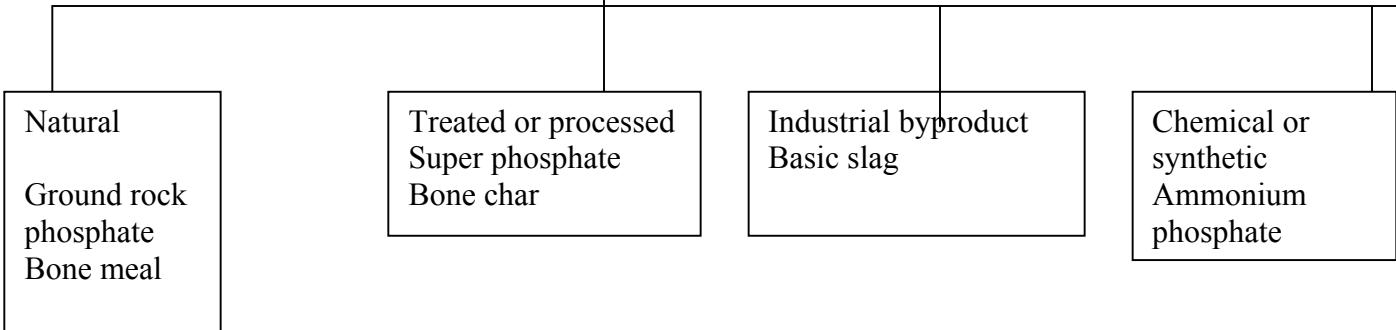 Natural
Ground rock
phosphate
Bone meal
Treated or processed
Super phosphate
Bone char
Industrial byproduct
Basic slag
Chemical or
synthetic
Ammonium
phosphate